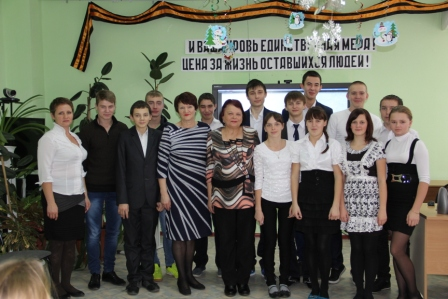 И ВАША КРОВЬ ЕДИНСТВЕННАЯ МЕРА!
ЦЕНА ЗА ЖИЗНЬ ОСТАВШИХСЯ ЛЮДЕЙ!